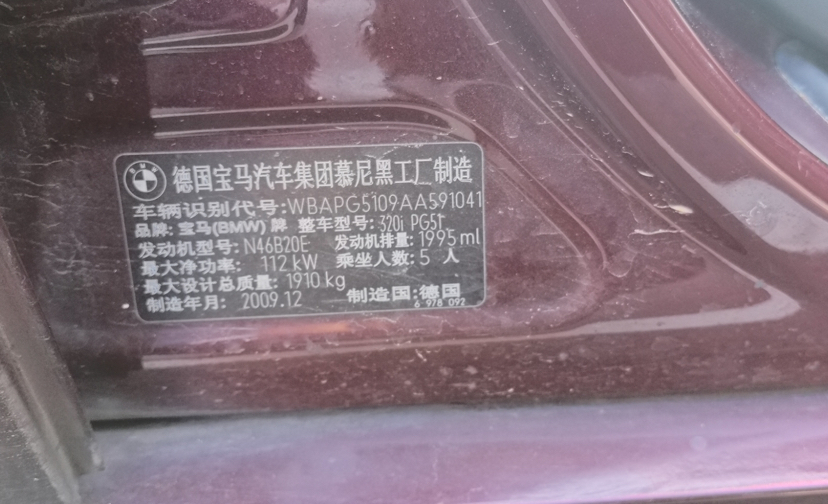 BMW
德国宝马汽车集团慕尼黑工厂制造
车辆识别代号:WBAPG5109AA591041
品牌: 宝马(BMW) 牌 整车型号: 320i PG51
发动机型号: N46B20E 发动机排量: 1995 ml
最大净功率: 112 kW 乘坐人数: 5 人
最大设计总质量: 1910 kg
制造年月: 2009.12 制造国: 德国
6 978 092